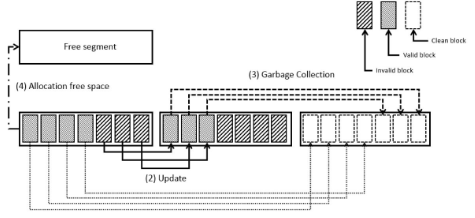 Free segment
Clean block
Valid block
Invalid block
(3) Garbage Collection
(4) Allocation free space
(2) Update